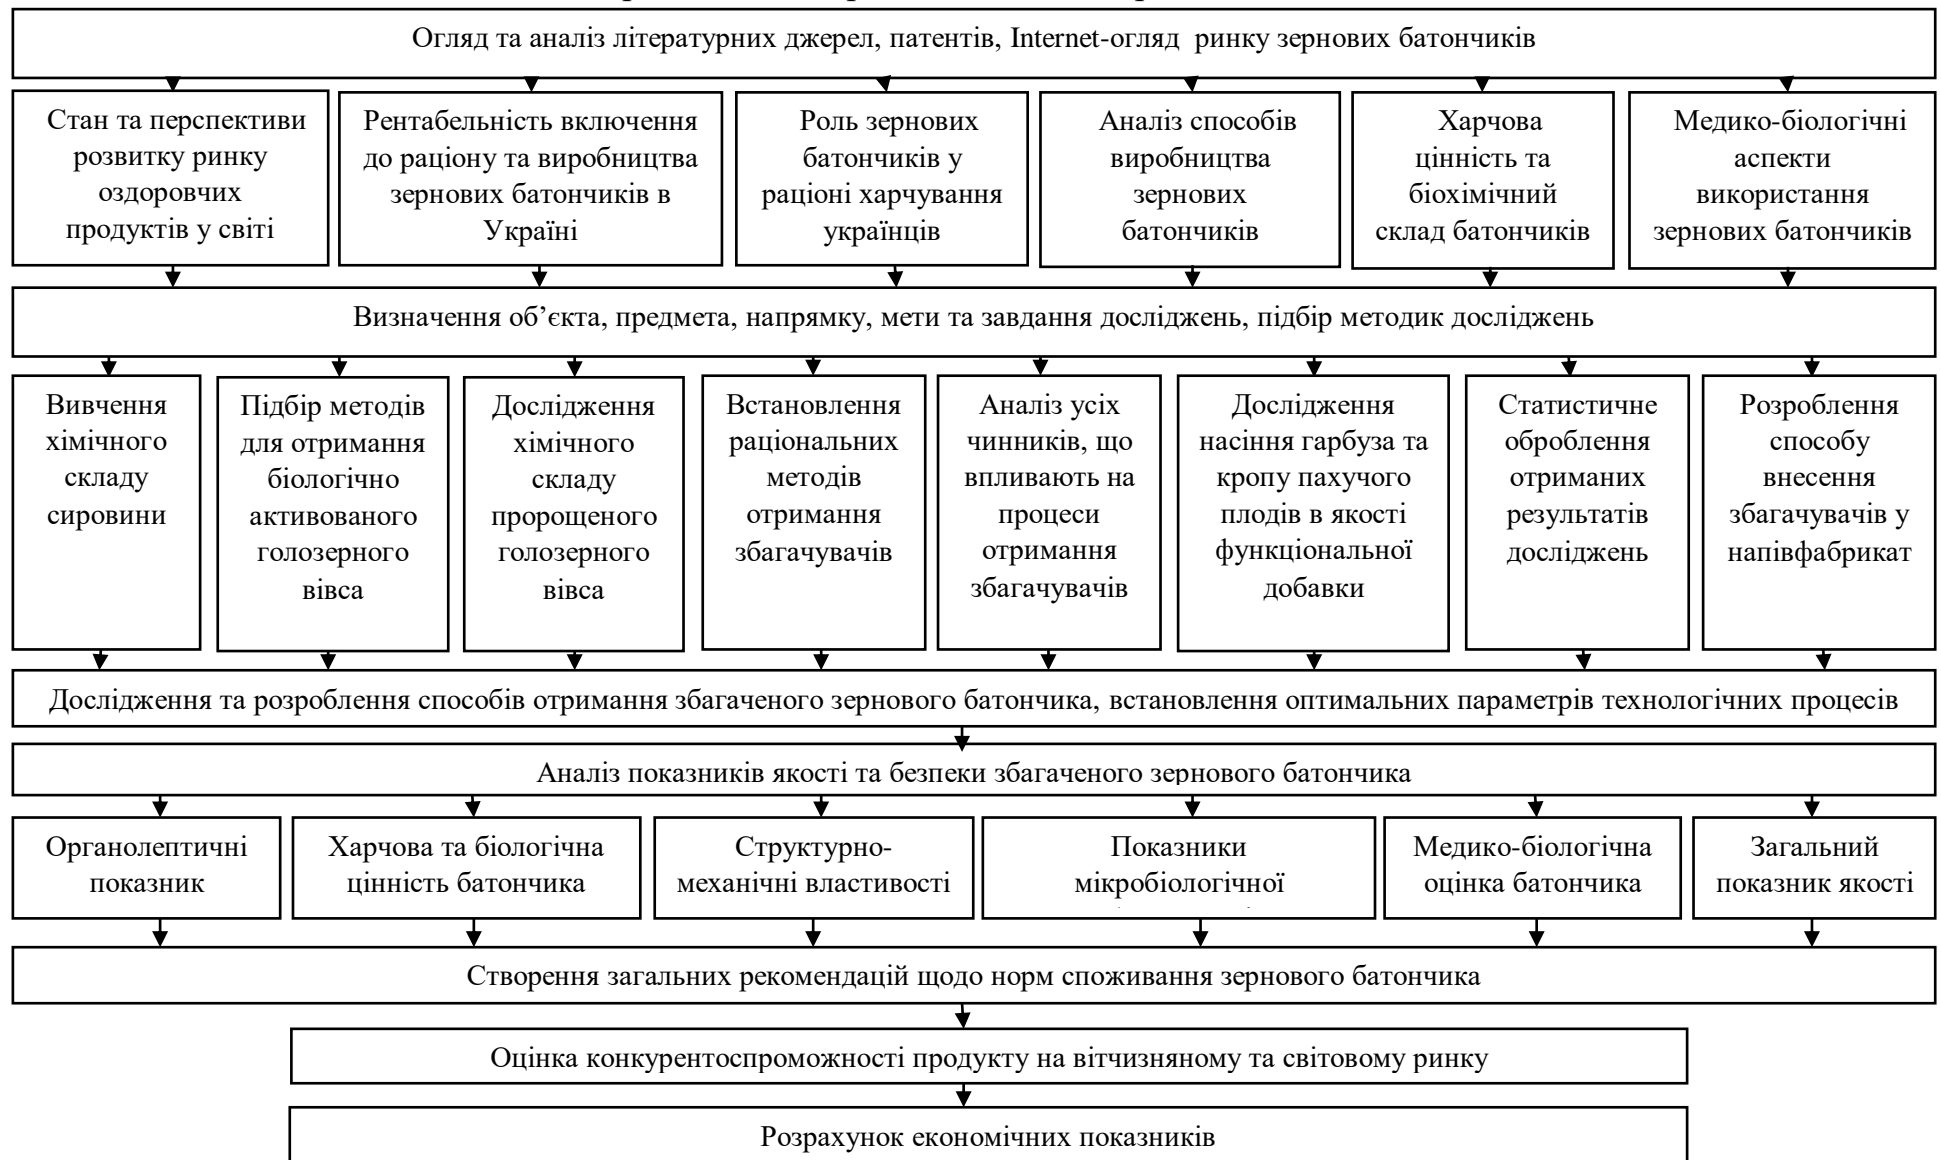 Огляд та аналіз літературних джерел, патентів, Internet-огляд ринку зернових батончиків
Стан та перспективи
розвитку ринку
оздоровчих
продуктів у світі
Рентабельність включення
до раціону та виробництва
зернових батончиків в
Україні
Роль зернових
батончиків у
раціоні харчування
українців
Аналіз способів
виробництва
зернових
батончиків
Харчова
цінність та
біохімічний
склад батончиків
Медико-біологічні
аспекти
використання
зернових батончиків
Визначення об’єкта, предмета, напрямку, мети та завдання досліджень, підбір методик досліджень
Вивчення
хімічного
складу
сировини
Підбір методів
для отримання
біологічно
активованого
голозерного
вівса
Дослідження
хімічного
складу
пророщеного
голозерного
вівса
Встановлення
раціональних
методів
отримання
збагачувачів
Аналіз усіх
чинників, що
впливають на
процеси
отримання
збагачувачів
Дослідження
насіння гарбуза та
кропу пахучого
плодів в якості
функціональної
добавки
Статистичне
оброблення
отриманих
результатів
досліджень
Розроблення
способу
внесення
збагачувачів у
напівфабрикат
Дослідження та розроблення способів отримання збагаченого зернового батончика, встановлення оптимальних параметрів технологічних процесів
Аналіз показників якості та безпеки збагаченого зернового батончика
Органолептичні
показник
Харчова та біологічна
цінність батончика
Структурно-
механічні властивості
Показники
мікробіологічної
Медико-біологічна
оцінка батончика
Загальний
показник якості
Створення загальних рекомендацій щодо норм споживання зернового батончика
Оцінка конкурентоспроможності продукту на вітчизняному та світовому ринку
Розрахунок економічних показників